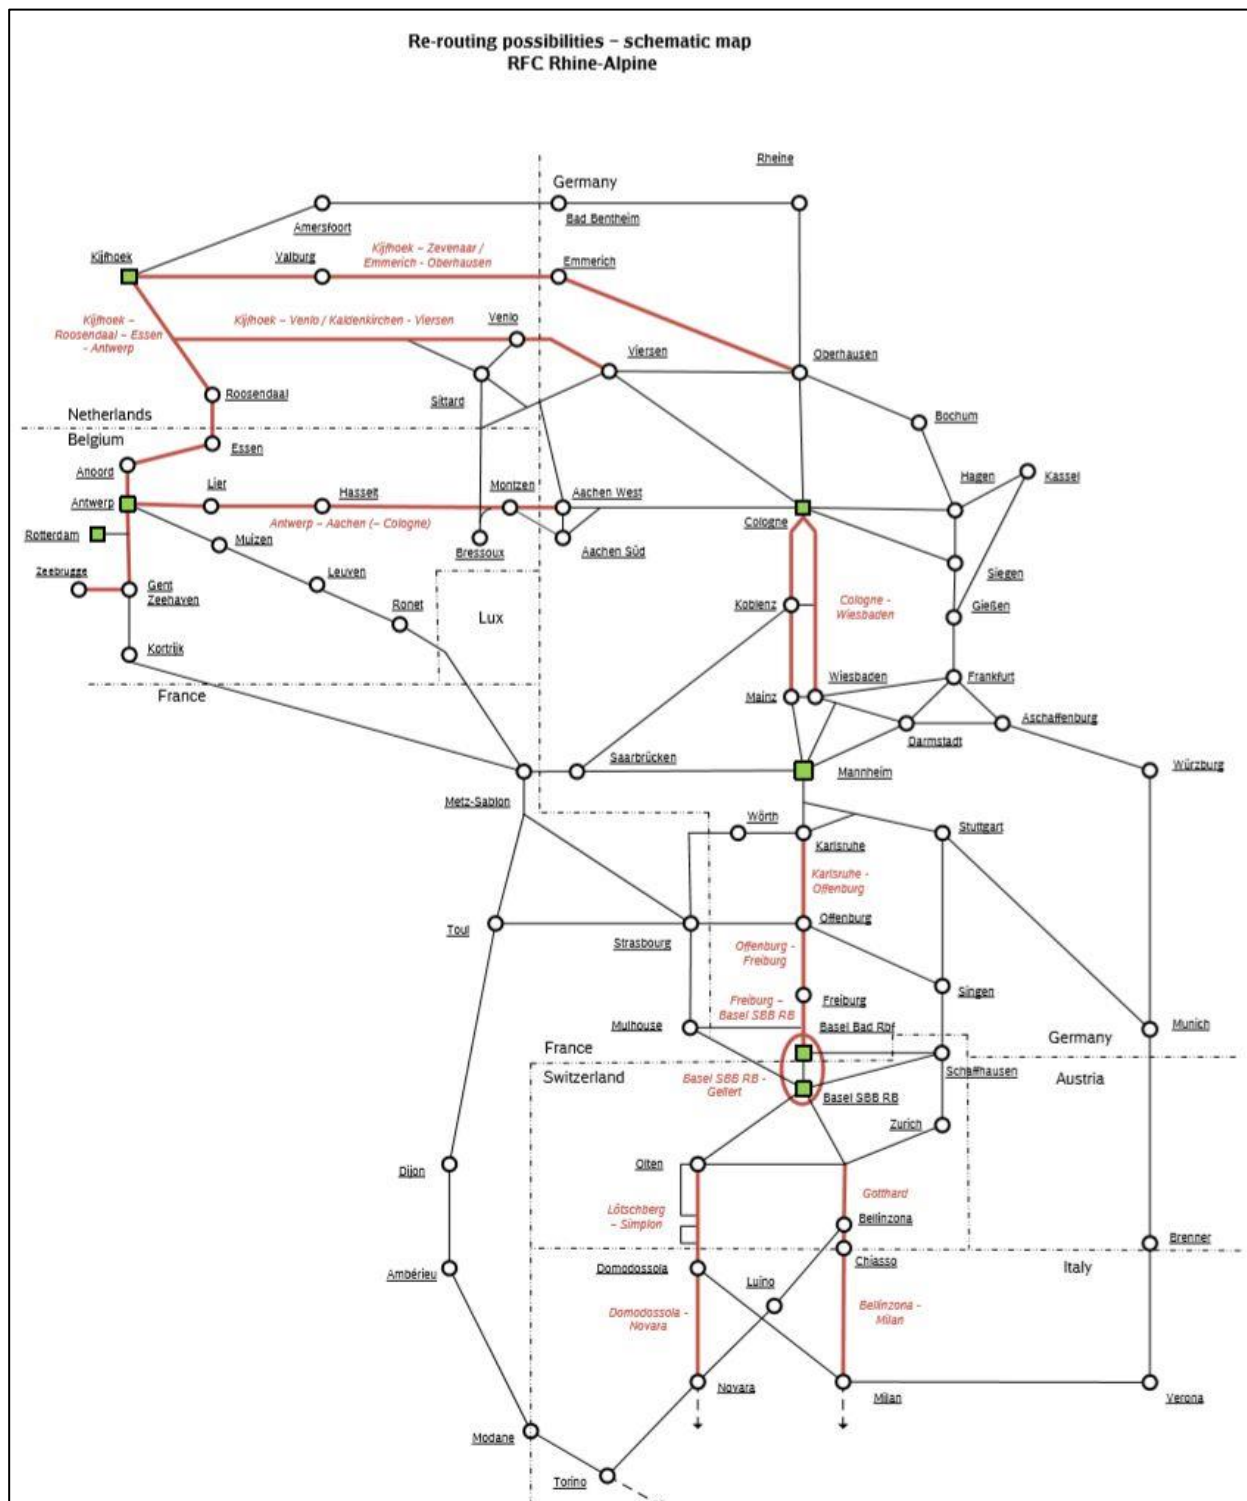 Re-routing possibilities – schematic map
RFC Rhine-Alpine
Rheine
Germany
Bad Bentheim
Amersfoort
Kijfhoek
Valburg
Kijfhoek – Zevenaar /
Emmerich - Oberhausen
Emmerich
Kijfhoek –
Roosendaal – Essen
- Antwerp
Kijfhoek – Venlo / Kaldenkirchen - Viersen
Venlo
Viersen
Oberhausen
Roosendaal
Sittard
Bochum
Netherlands
Belgium
Essen
Anoord
Hagen
Kassel
Antwerp
Lier
Hasselt
Montzen
Aachen West
Antwerp – Aachen (– Cologne)
Cologne
Rotterdam
Muizen
Bressoux
Aachen Süd
Zeebrugge
Leuven
Siegen
Gent
Zeehaven
Ronet
Lux
Koblenz
Cologne -
Wiesbaden
Gießen
Kortrijk
France
Mainz
Wiesbaden
Frankfurt
Aschaffenburg
Darmstadt
Saarbrücken
Mannheim
Würzburg
Metz-Sablon
Wörth
Karlsruhe
Stuttgart
Karlsruhe -
Offenburg
Toul
Strasbourg
Offenburg
Offenburg -
Freiburg
Singen
Freiburg –
Basel SBB RB
Freiburg
Mulhouse
Basel Bad Rbf
Munich
France
Germany
Switzerland
Basel SBB RB -
Gellert
Schaffhausen
Austria
Basel SBB RB
Zurich
Dijon
Olten
Gotthard
Lötschberg
– Simplon
Bellinzona
Brenner
Chiasso
Ambérieu
Domodossola
Italy
Luino
Domodossola -
Novara
Bellinzona -
Milan
Novara
Milan
Verona
Modane
Torino